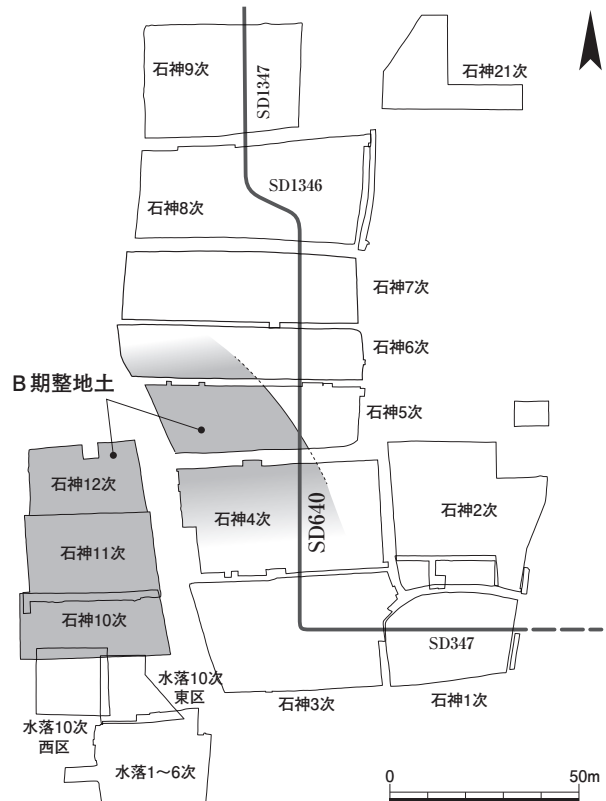 石神9次
SD1347
石神21次
SD1346
石神8次
石神7次
石神6次
B期整地土
石神5次
石神12次
石神4次
SD640
石神2次
石神11次
石神10次
SD347
水落10次
東区
石神3次
石神1次
水落10次
西区
水落1～6次
0
50m